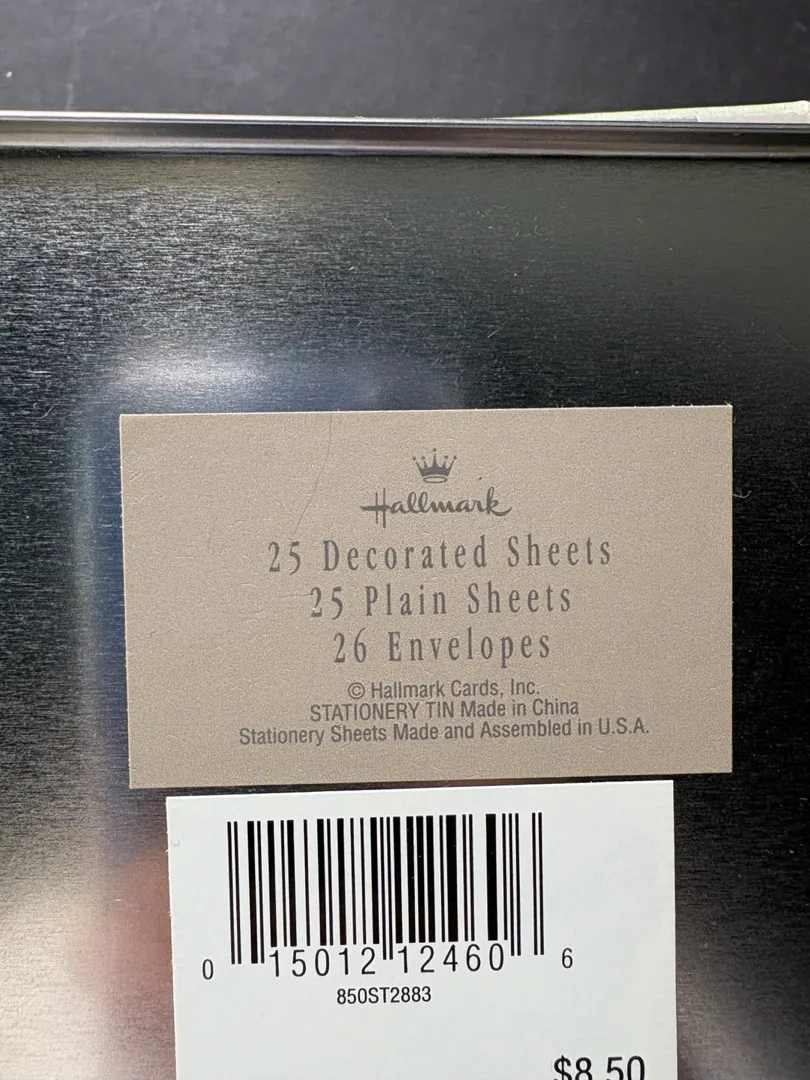 Hallmark
25 Decorated Sheets
25 Plain Sheets
26 Envelopes
© Hallmark Cards, Inc.
STATIONERY TIN Made in China
Stationery Sheets Made and Assembled in U.S.A.
0 15012 12460 6
850ST2883
$8.50